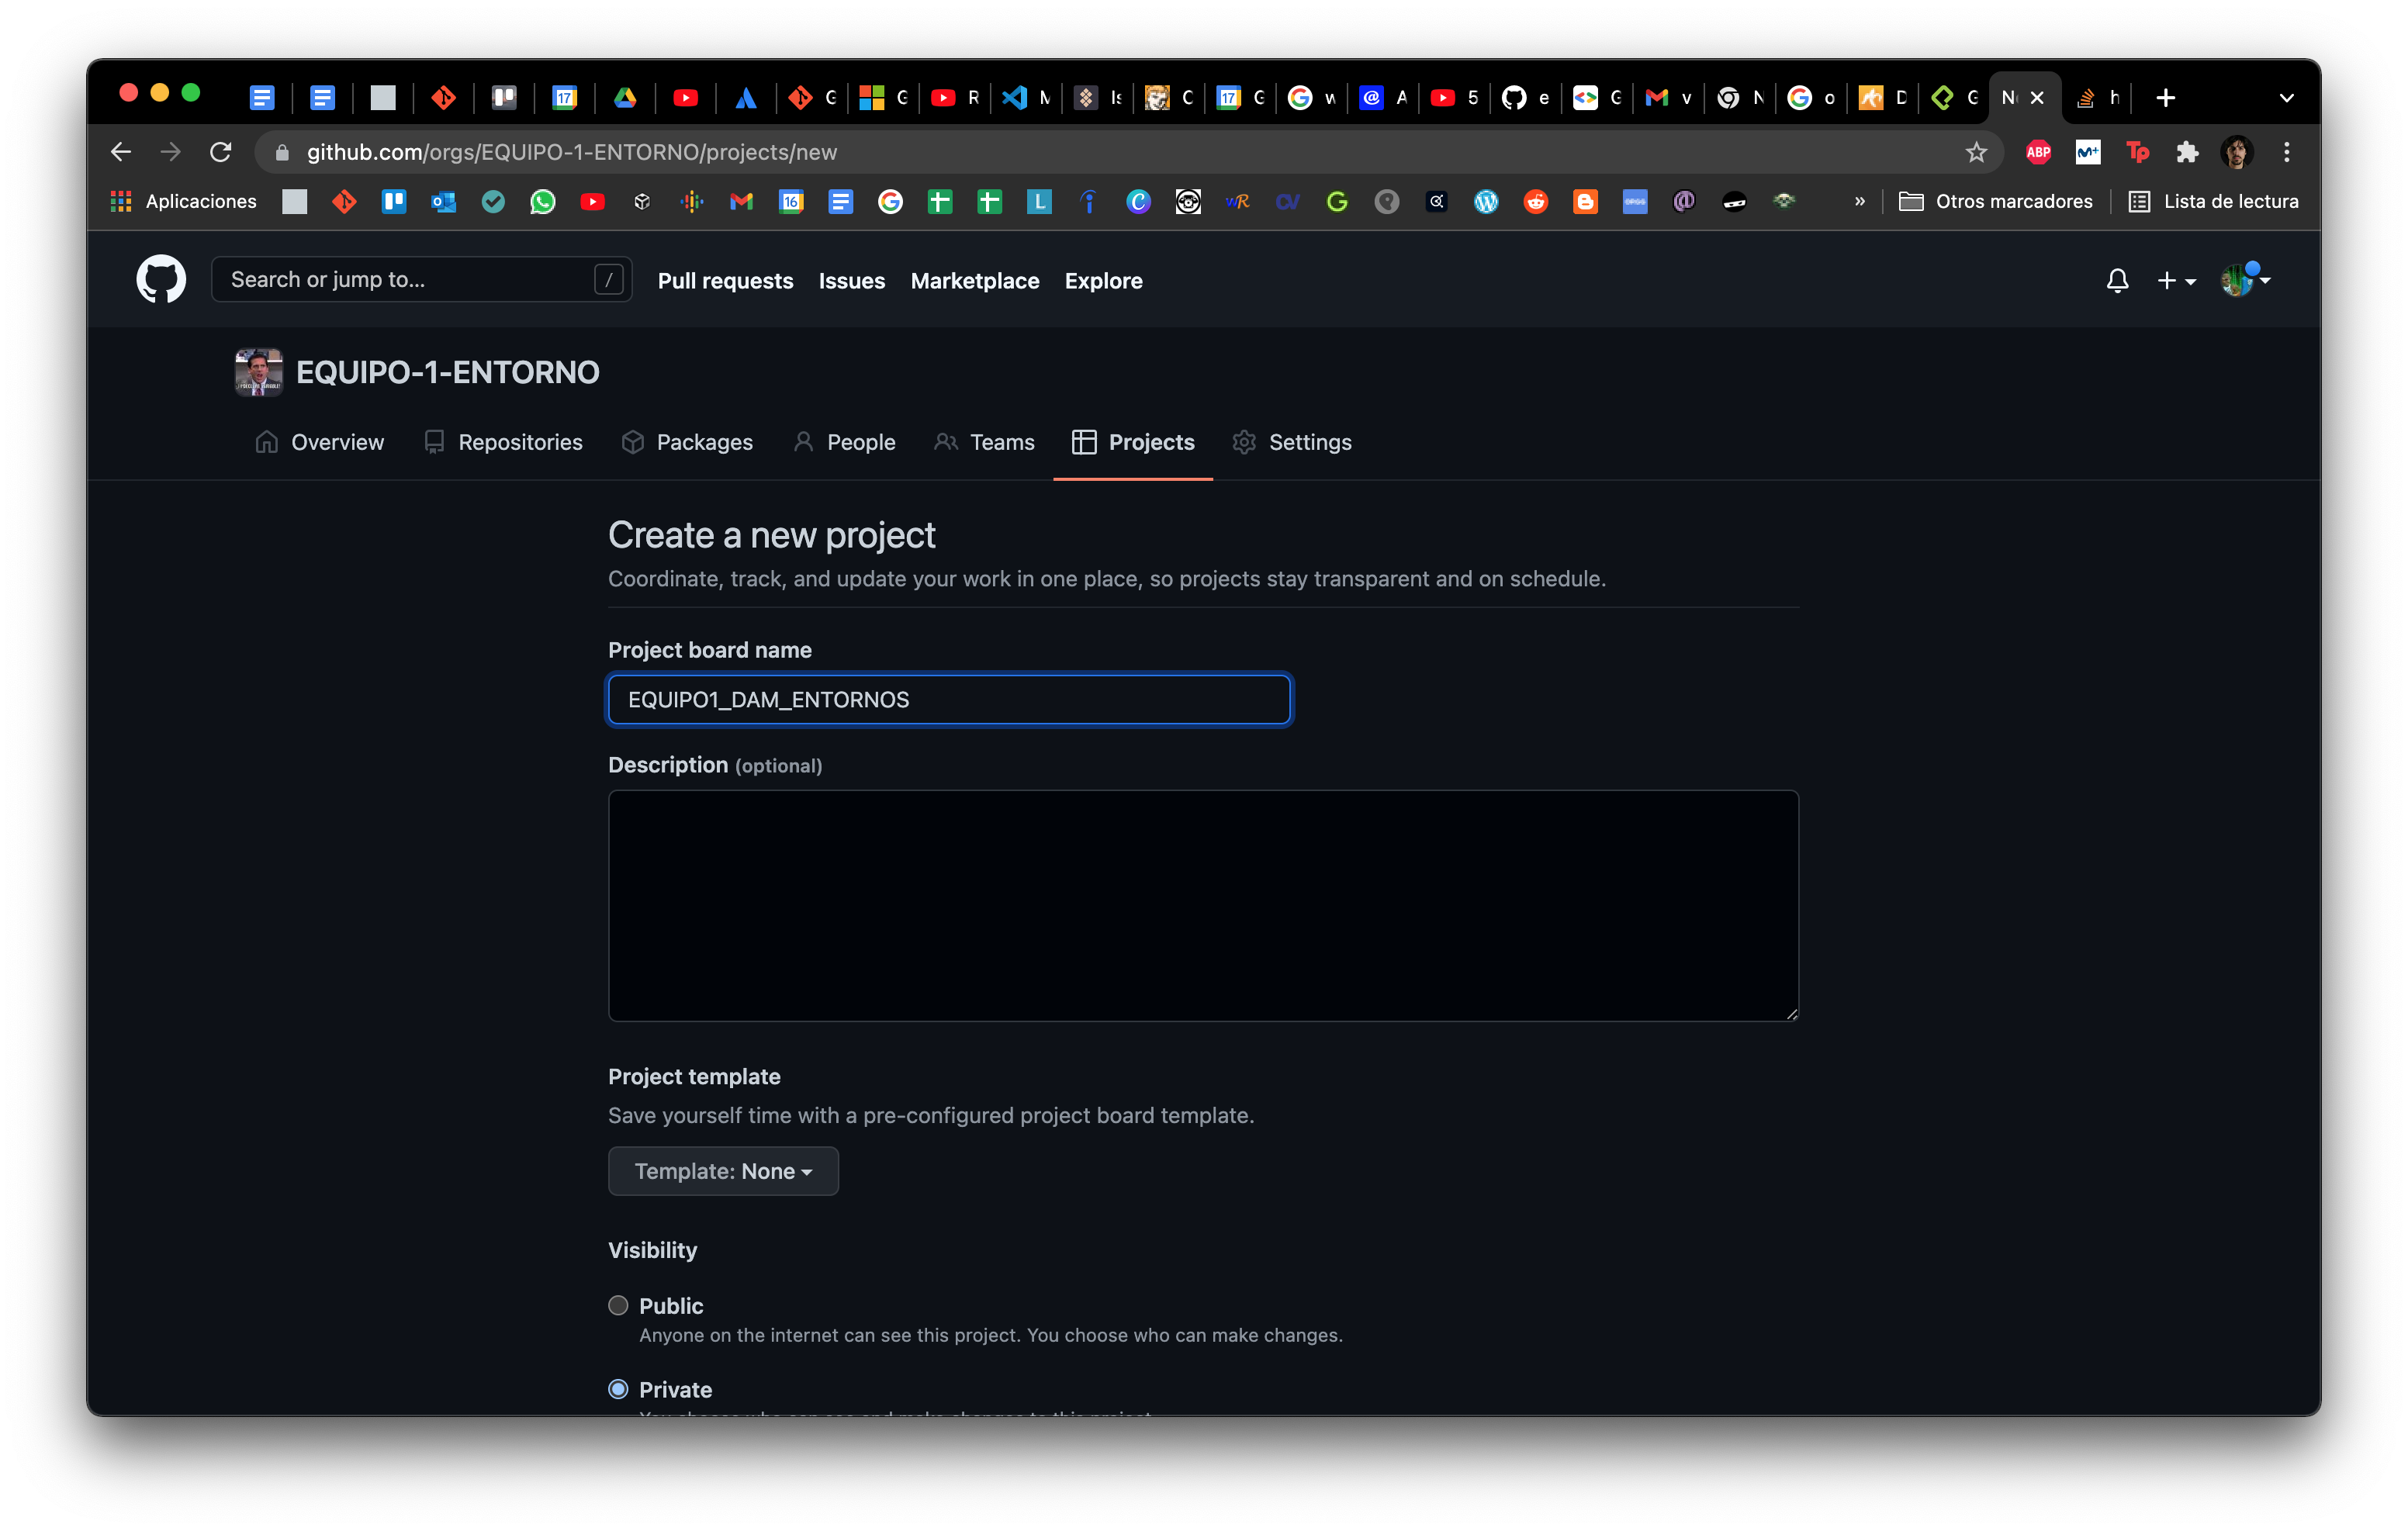 github.com/orgs/EQUIPO-1-ENTORNO/projects/new
Aplicaciones
Otros marcadores
Lista de lectura
Search or jump to...
/
Pull requests
Issues
Marketplace
Explore
EQUIPO-1-ENTORNO
Overview
Repositories
Packages
People
Teams
Projects
Settings
Create a new project
Coordinate, track, and update your work in one place, so projects stay transparent and on schedule.
Project board name
EQUIPO1_DAM_ENTORNOS
Description (optional)
Project template
Save yourself time with a pre-configured project board template.
Template: None
Visibility
Public
Anyone on the internet can see this project. You choose who can make changes.
Private